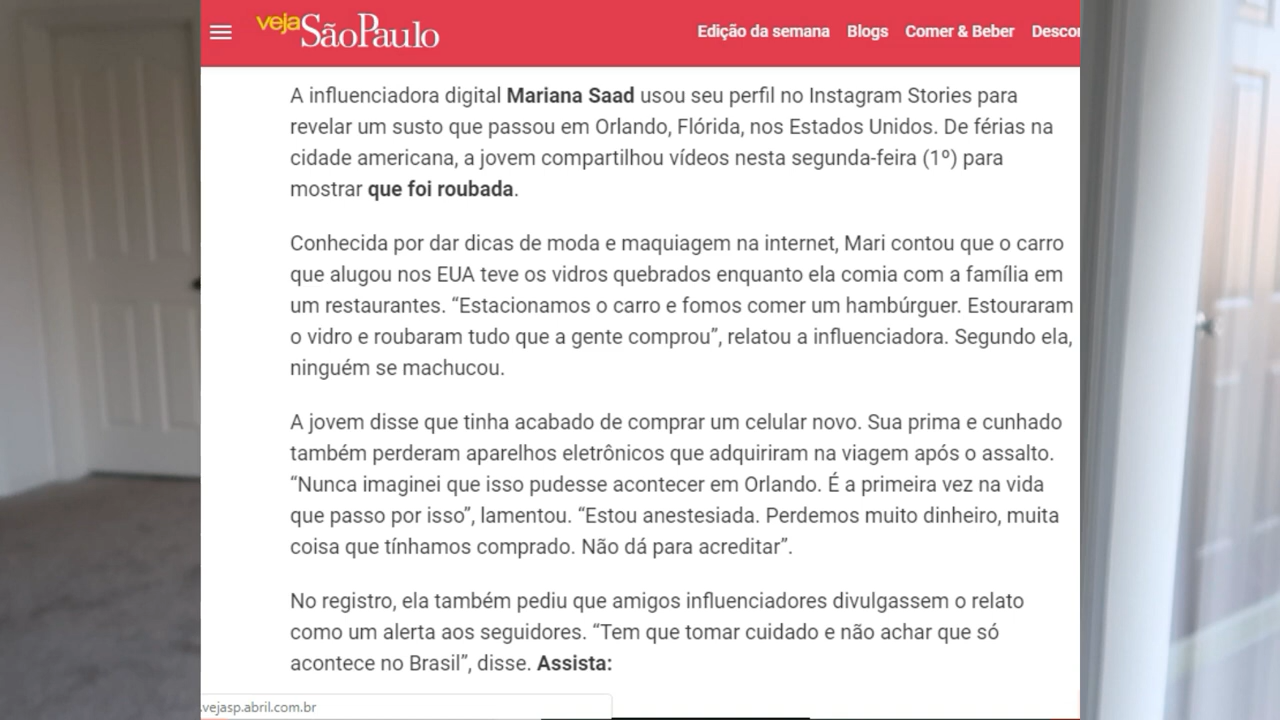 veja SãoPaulo Edição da semana Blogs Comer & Beber Desco
A influenciadora digital Mariana Saad usou seu perfil no Instagram Stories para
revelar um susto que passou em Orlando, Flórida, nos Estados Unidos. De férias na
cidade americana, a jovem compartilhou vídeos nesta segunda-feira (1º) para
mostrar que foi roubada.
Conhecida por dar dicas de moda e maquiagem na internet, Mari contou que o carro
que alugou nos EUA teve os vidros quebrados enquanto ela comia com a família em
um restaurantes. “Estacionamos o carro e fomos comer um hambúrguer. Estouraram
o vidro e roubaram tudo que a gente comprou”, relatou a influenciadora. Segundo ela,
ninguém se machucou.
A jovem disse que tinha acabado de comprar um celular novo. Sua prima e cunhado
também perderam aparelhos eletrônicos que adquiriram na viagem após o assalto.
“Nunca imaginei que isso pudesse acontecer em Orlando. É a primeira vez na vida
que passo por isso”, lamentou. “Estou anestesiada. Perdemos muito dinheiro, muita
coisa que tínhamos comprado. Não dá para acreditar”.
No registro, ela também pediu que amigos influenciadores divulgassem o relato
como um alerta aos seguidores. “Tem que tomar cuidado e não achar que só
acontece no Brasil”, disse. Assista:
.vejasp.abril.com.br